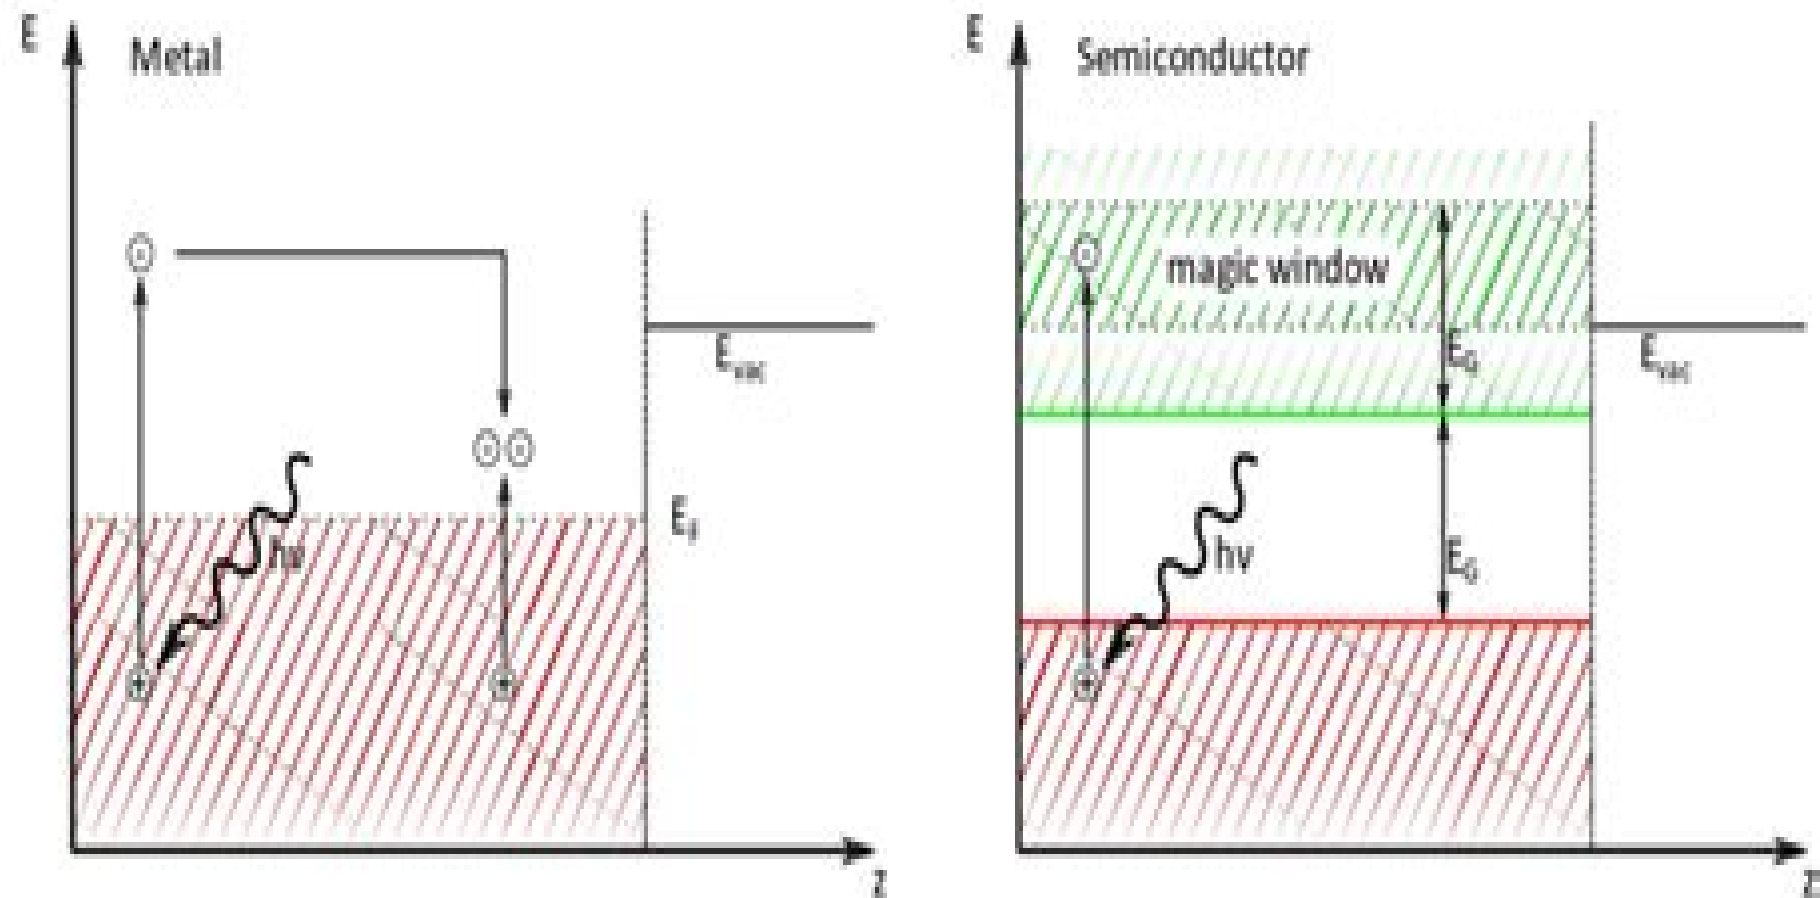 E
Metal
E_vac
E_F
hν
z
E
Semiconductor
magic window
E_G
E_vac
hν
E_G
z